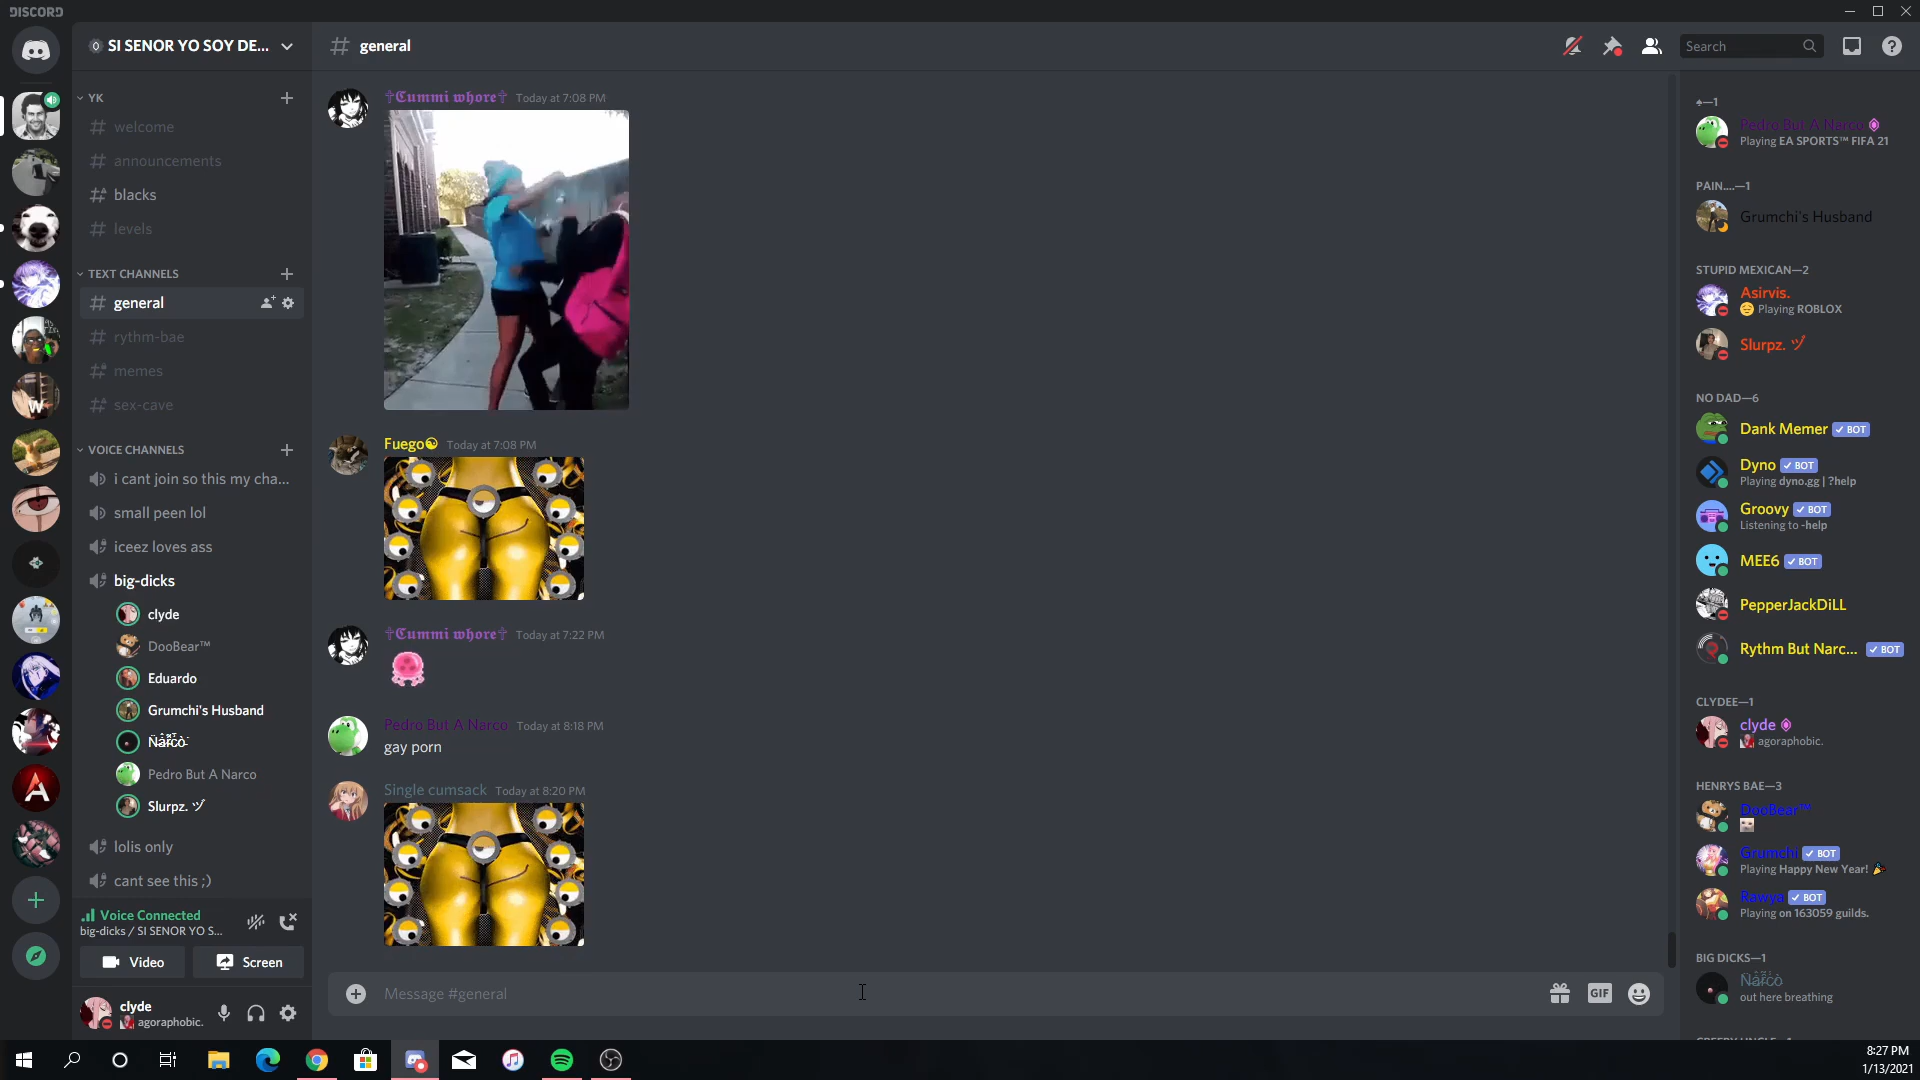 DISCORD
SI SENOR YO SOY DE...
general
Search
YK
welcome
announcements
blacks
levels
TEXT CHANNELS
general
rythm-bae
memes
sex-cave
VOICE CHANNELS
i cant join so this my cha...
small peen lol
iceez loves ass
big-dicks
clyde
DooBear™
Eduardo
Grumchi's Husband
Narco
Pedro But A Narco
Slurpz. ヅ
lolis only
cant see this ;)
Voice Connected
big-dicks / SI SENOR YO S...
Video
Screen
clyde
agoraphobic.
✝𝕮𝖚𝖒𝖒𝖎 𝖜𝖍𝖔𝖗𝖊✝ Today at 7:08 PM
Fuego☯ Today at 7:08 PM
✝𝕮𝖚𝖒𝖒𝖎 𝖜𝖍𝖔𝖗𝖊✝ Today at 7:22 PM
Pedro But A Narco Today at 8:18 PM
gay porn
Single cumsack Today at 8:20 PM
Message #general
GIF
♠—1
Pedro But A Narco
Playing EA SPORTS™ FIFA 21
PAIN....—1
Grumchi's Husband
STUPID MEXICAN—2
Asirvis.
Playing ROBLOX
Slurpz. ヅ
NO DAD—6
Dank Memer ✓ BOT
Dyno ✓ BOT
Playing dyno.gg | ?help
Groovy ✓ BOT
Listening to -help
MEE6 ✓ BOT
PepperJackDiLL
Rythm But Narc... ✓ BOT
CLYDEE—1
clyde
agoraphobic.
HENRYS BAE—3
DooBear™
Grumchi ✓ BOT
Playing Happy New Year!
Rawya ✓ BOT
Playing on 163059 guilds.
BIG DICKS—1
Narco
out here breathing
8:27 PM
1/13/2021